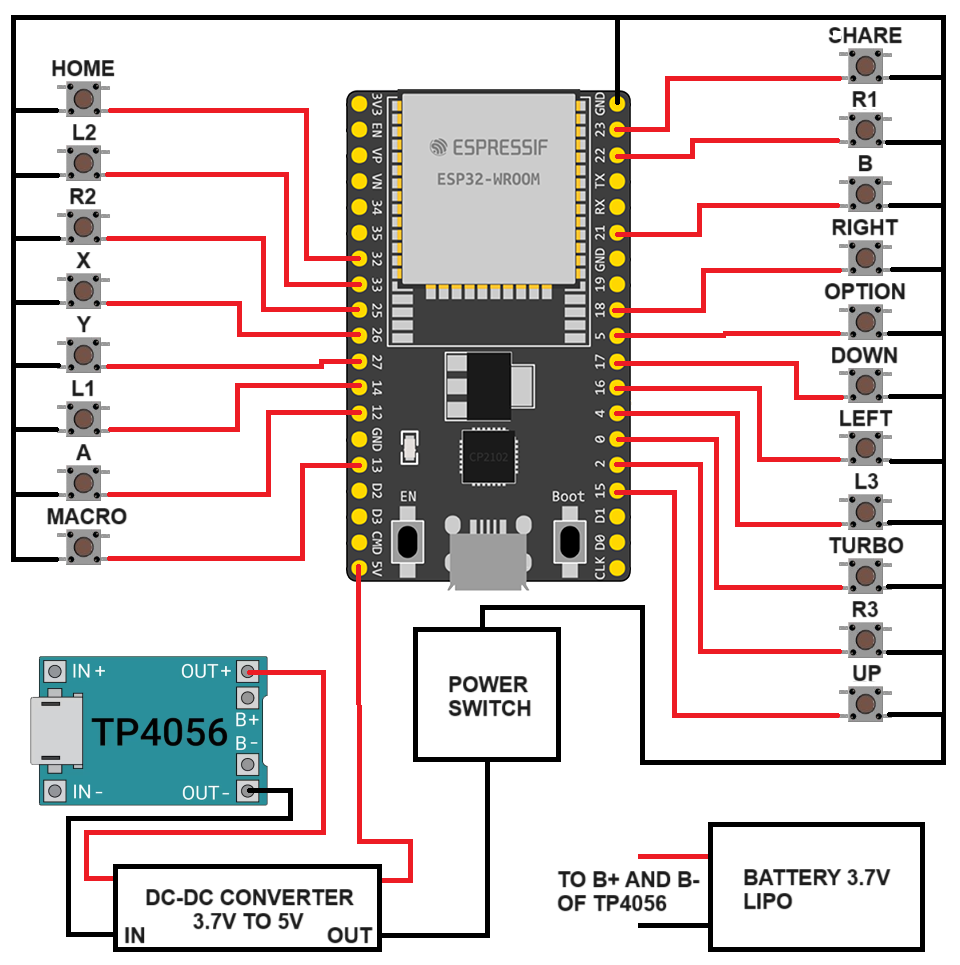 HOME
L2
R2
X
Y
L1
A
MACRO
3V3
EN
VP
VN
34
35
32
33
25
26
27
14
12
GND
13
D2
D3
CMD
5V
ESPRESSIF
ESP32-WROOM
CP2102
EN
Boot
GND
23
22
TX
RX
21
GND
19
18
5
17
16
4
0
2
15
D1
D0
CLK
SHARE
R1
B
RIGHT
OPTION
DOWN
LEFT
L3
TURBO
R3
UP
IN+
OUT+
B+
TP4056
B-
IN-
OUT-
POWER
SWITCH
DC-DC CONVERTER
3.7V TO 5V
IN
OUT
TO B+ AND B-
OF TP4056
BATTERY 3.7V
LIPO